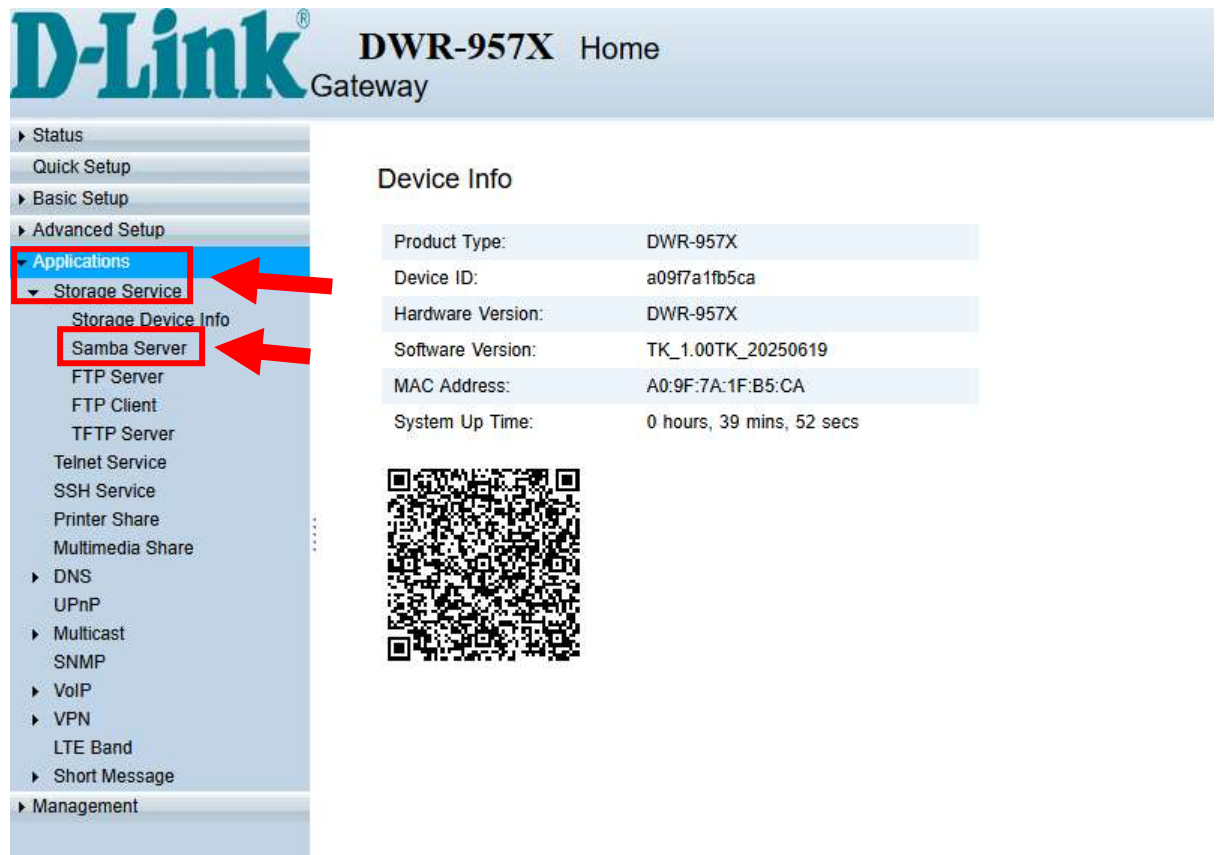 D-Link®
DWR-957X Home
Gateway
Status
Quick Setup
Basic Setup
Advanced Setup
Applications
Storage Service
Storage Device Info
Samba Server
FTP Server
FTP Client
TFTP Server
Telnet Service
SSH Service
Printer Share
Multimedia Share
DNS
UPnP
Multicast
SNMP
VoIP
VPN
LTE Band
Short Message
Management
Device Info
Product Type: DWR-957X
Device ID: a09f7a1fb5ca
Hardware Version: DWR-957X
Software Version: TK_1.00TK_20250619
MAC Address: A0:9F:7A:1F:B5:CA
System Up Time: 0 hours, 39 mins, 52 secs